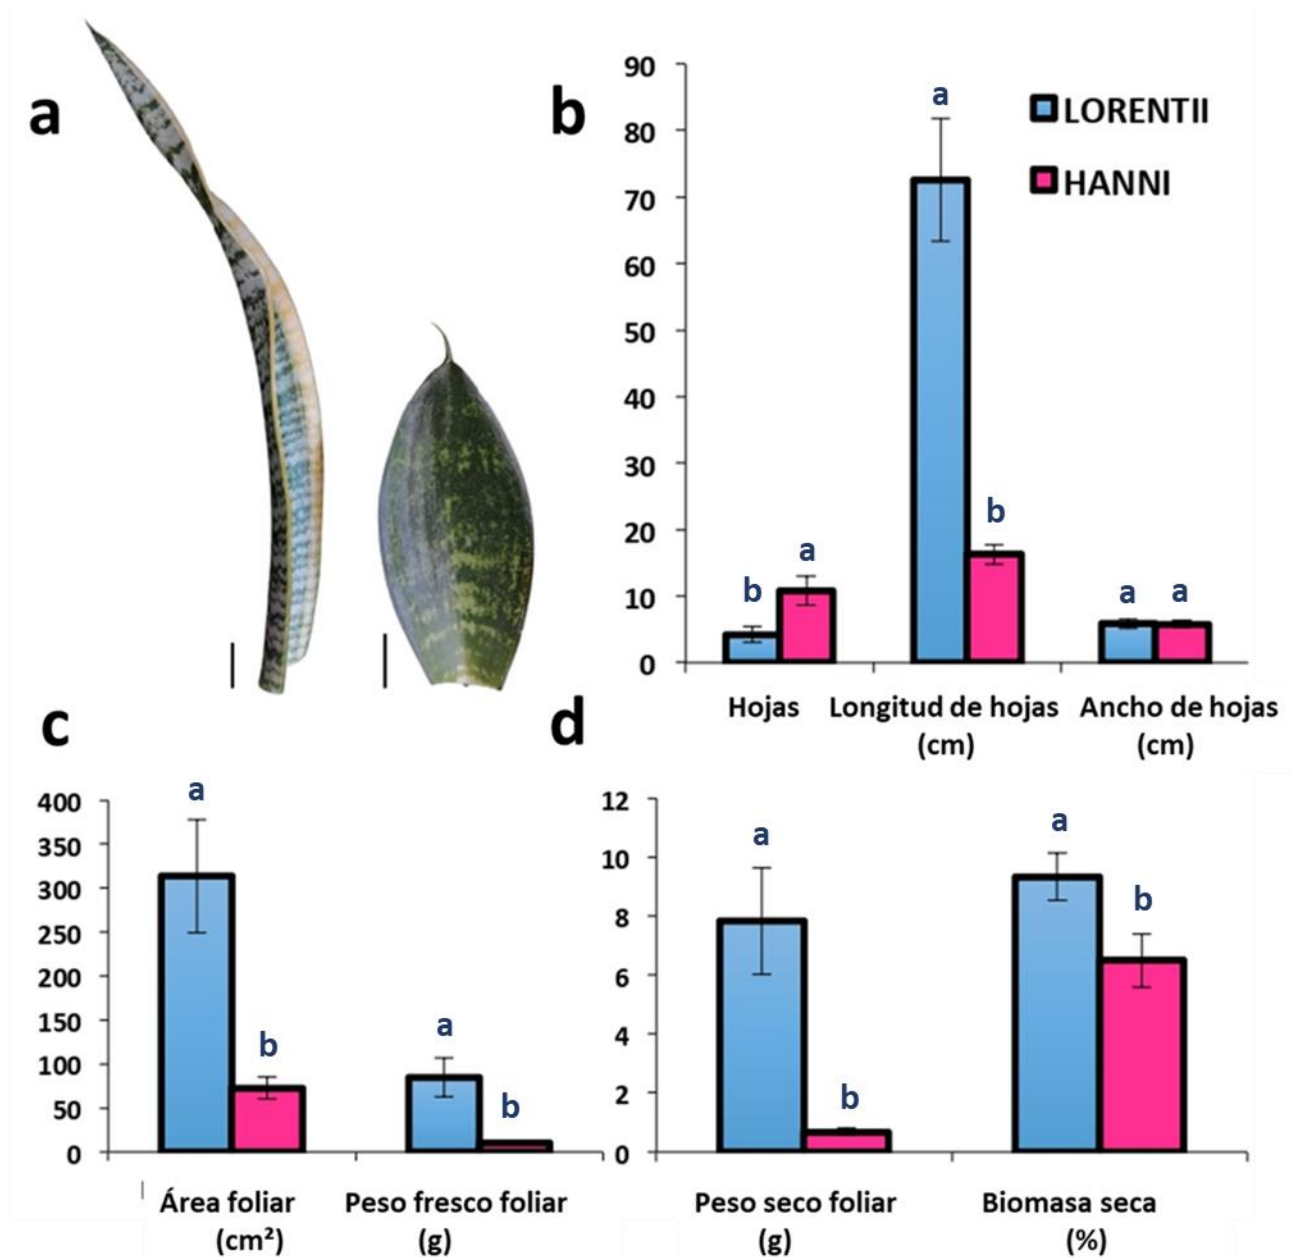 a
b
90
80
70
60
50
40
30
20
10
0
b
a
a
b
a
a
LORENTII
HANNI
Hojas
Longitud de hojas
(cm)
Ancho de hojas
(cm)
c
400
350
300
250
200
150
100
50
0
a
b
a
b
Área foliar
(cm²)
Peso fresco foliar
(g)
d
12
10
8
6
4
2
0
a
b
a
b
Peso seco foliar
(g)
Biomasa seca
(%)